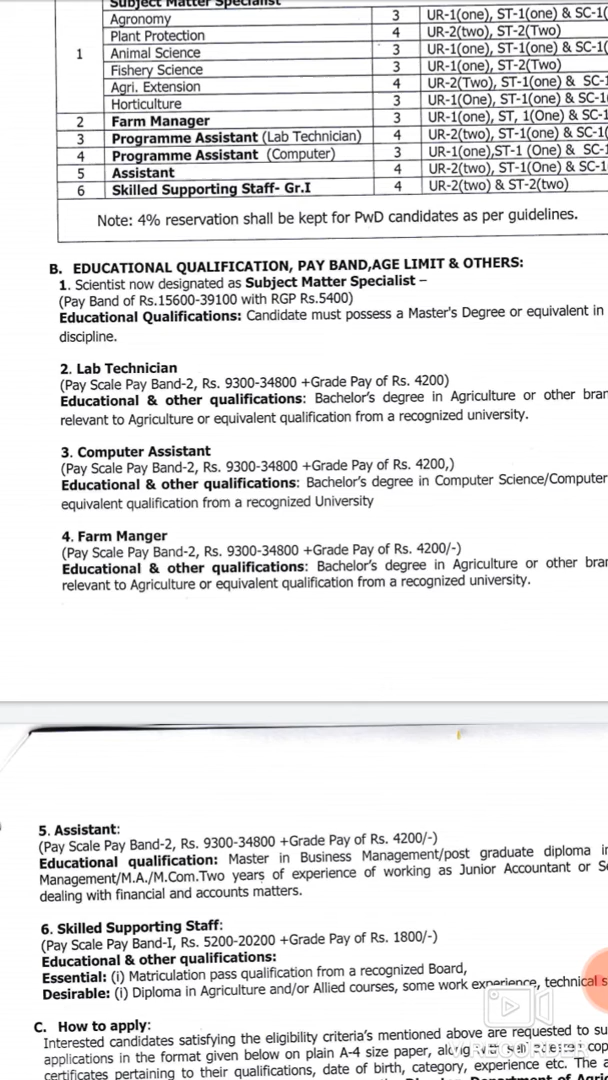 Subject Matter Specialist
Agronomy 3 UR-1(one), ST-1(one) & SC-1(
Plant Protection 4 UR-2(two), ST-2(Two)
1 Animal Science 3 UR-1(one), ST-1(one) & SC-1(
Fishery Science 3 UR-1(one), ST-2(Two)
Agri. Extension 4 UR-2(Two), ST-1(one) & SC-1
Horticulture 3 UR-1(One), ST-1(one) & SC-1(
2 Farm Manager 3 UR-1(one), ST, 1(One) & SC-1
3 Programme Assistant (Lab Technician) 4 UR-2(two), ST-1(one) & SC-1(
4 Programme Assistant (Computer) 3 UR-1(one),ST-1 (One) & SC-1
5 Assistant 4 UR-2(two), ST-1(One) & SC-1
6 Skilled Supporting Staff- Gr.I 4 UR-2(two) & ST-2(two)
Note: 4% reservation shall be kept for PwD candidates as per guidelines.
B. EDUCATIONAL QUALIFICATION, PAY BAND,AGE LIMIT & OTHERS:
1. Scientist now designated as Subject Matter Specialist –
(Pay Band of Rs.15600-39100 with RGP Rs.5400)
Educational Qualifications: Candidate must possess a Master's Degree or equivalent in
discipline.
2. Lab Technician
(Pay Scale Pay Band-2, Rs. 9300-34800 +Grade Pay of Rs. 4200)
Educational & other qualifications: Bachelor's degree in Agriculture or other bran
relevant to Agriculture or equivalent qualification from a recognized university.
3. Computer Assistant
(Pay Scale Pay Band-2, Rs. 9300-34800 +Grade Pay of Rs. 4200,)
Educational & other qualifications: Bachelor's degree in Computer Science/Computer
equivalent qualification from a recognized University
4. Farm Manger
(Pay Scale Pay Band-2, Rs. 9300-34800 +Grade Pay of Rs. 4200/-)
Educational & other qualifications: Bachelor's degree in Agriculture or other bran
relevant to Agriculture or equivalent qualification from a recognized university.
5. Assistant:
(Pay Scale Pay Band-2, Rs. 9300-34800 +Grade Pay of Rs. 4200/-)
Educational qualification: Master in Business Management/post graduate diploma in
Management/M.A./M.Com.Two years of experience of working as Junior Accountant or Se
dealing with financial and accounts matters.
6. Skilled Supporting Staff:
(Pay Scale Pay Band-I, Rs. 5200-20200 +Grade Pay of Rs. 1800/-)
Educational & other qualifications:
Essential: (i) Matriculation pass qualification from a recognized Board,
Desirable: (i) Diploma in Agriculture and/or Allied courses, some work experience, technical s
C. How to apply:
Interested candidates satisfying the eligibility criteria's mentioned above are requested to su
applications in the format given below on plain A-4 size paper, along cop
certificates pertaining to their qualifications, date of birth, category, experience etc. The a